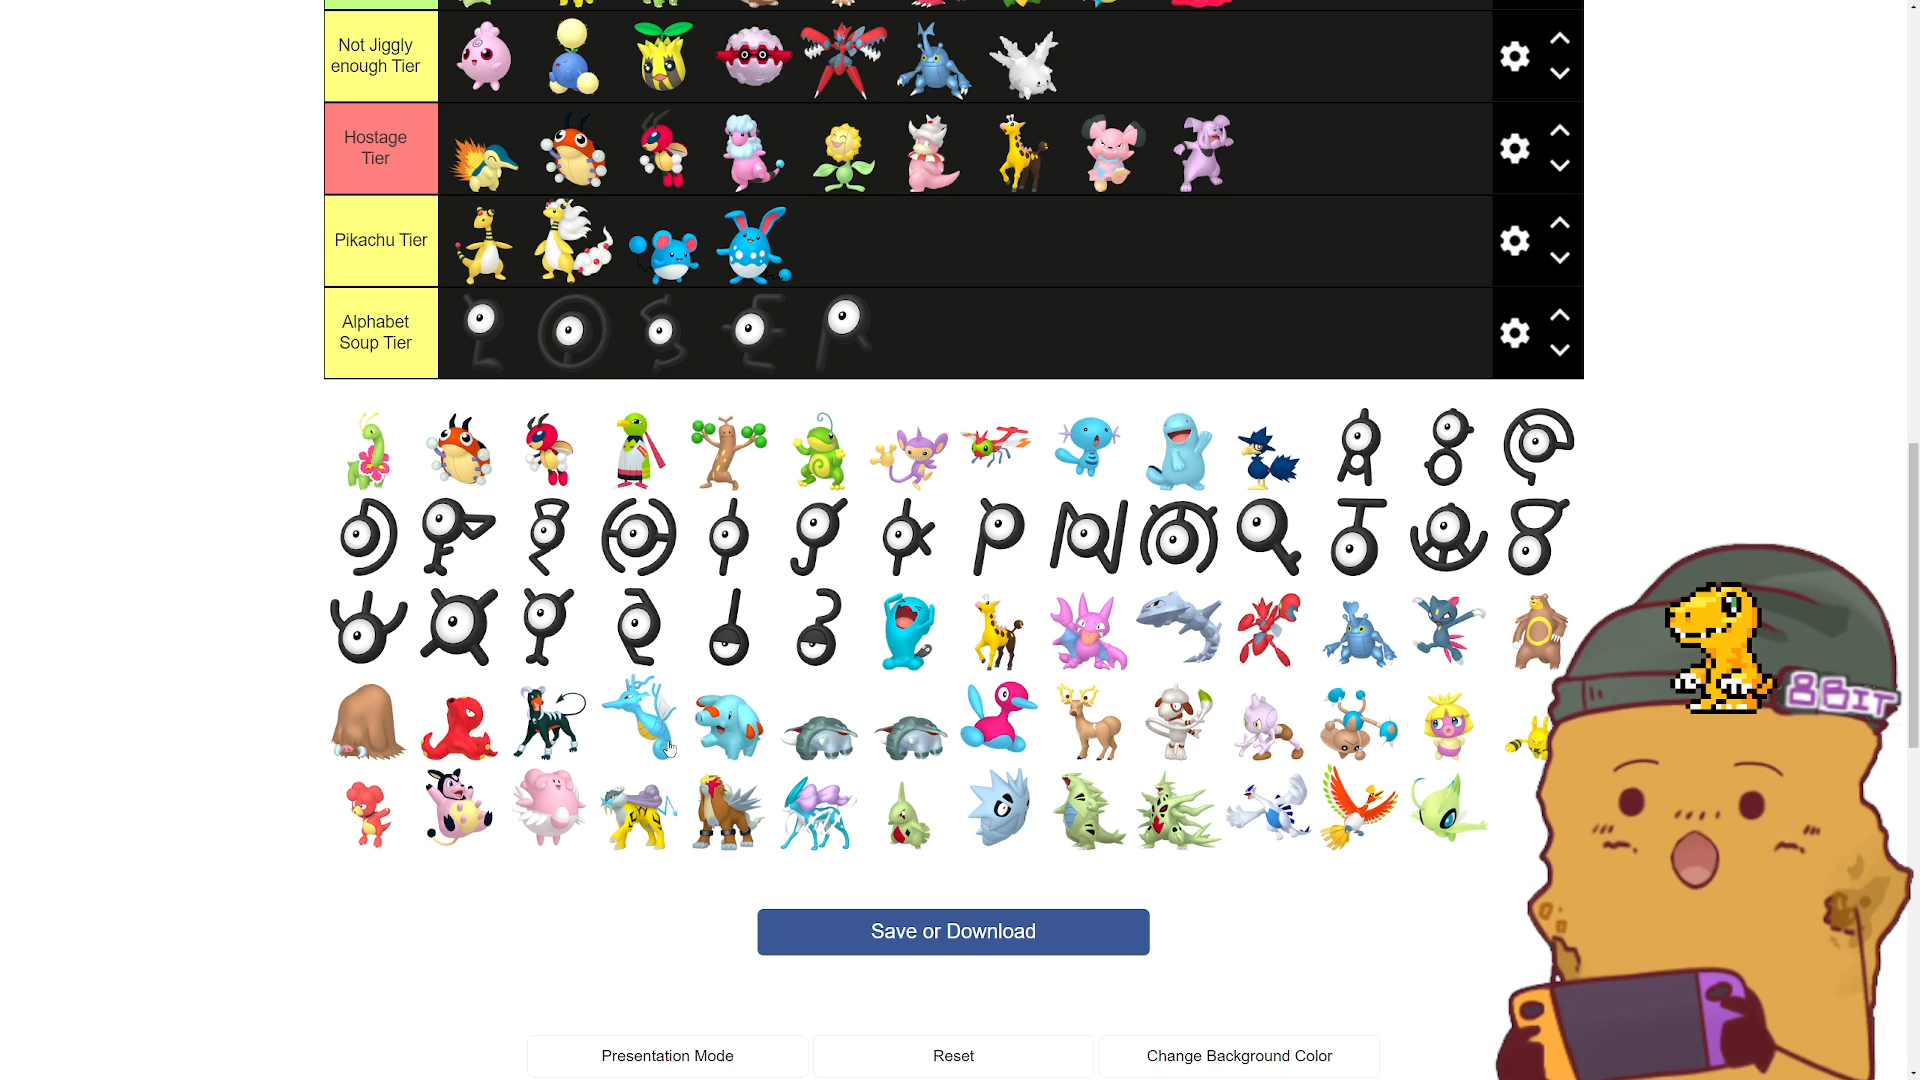 Not Jiggly
enough Tier
Hostage
Tier
Pikachu Tier
Alphabet
Soup Tier
8BIT
Save or Download
Presentation Mode
Reset
Change Background Color